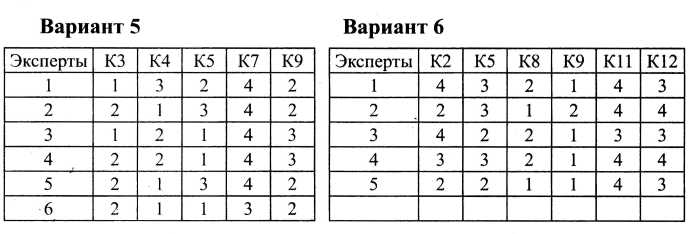 Вариант 5
Эксперты К3 К4 К5 К7 К9
1 1 3 2 4 2
2 2 1 3 4 2
3 1 2 1 4 3
4 2 2 1 4 3
5 2 1 3 4 2
6 2 1 1 3 2
Вариант 6
Эксперты К2 К5 К8 К9 К11 К12
1 4 3 2 1 4 3
2 2 3 1 2 4 4
3 4 2 2 1 3 3
4 3 3 2 1 4 4
5 2 2 1 1 4 3